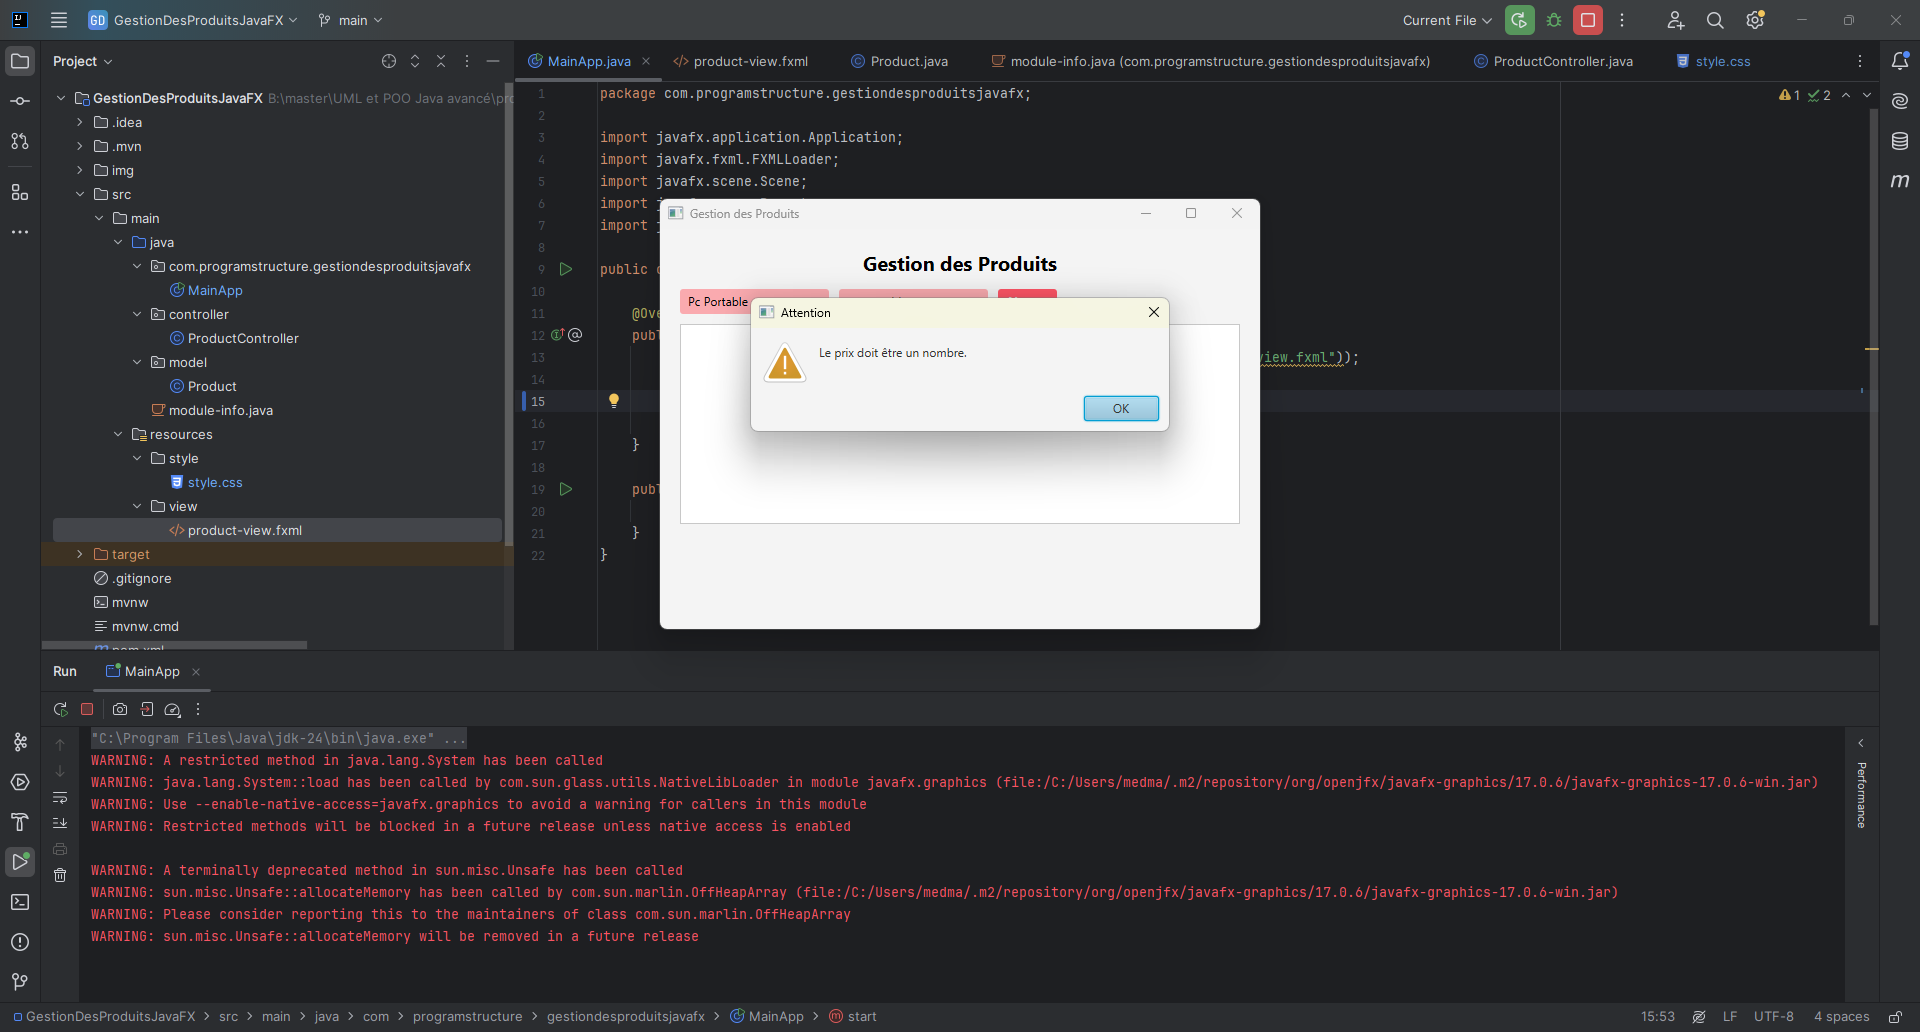 GD GestionDesProduitsJavaFX main Current File
Project
MainApp.java product-view.fxml Product.java module-info.java (com.programstructure.gestiondesproduitsjavafx) ProductController.java style.css
GestionDesProduitsJavaFX B:\master\UML et POO Java avancé\pro
.idea
.mvn
img
src
main
java
com.programstructure.gestiondesproduitsjavafx
MainApp
controller
ProductController
model
Product
module-info.java
resources
style
style.css
view
product-view.fxml
target
.gitignore
mvnw
mvnw.cmd
pom.xml
1 package com.programstructure.gestiondesproduitsjavafx;
2
3 import javafx.application.Application;
4 import javafx.fxml.FXMLLoader;
5 import javafx.scene.Scene;
6 import
7 import
8
9 public
10
11 @Ove
12 publ
13 view.fxml"));
14
15
16
17 }
18
19 publ
20
21 }
22 }
1 2
Gestion des Produits
Gestion des Produits
Pc Portable
Attention
Le prix doit être un nombre.
OK
Run MainApp
"C:\Program Files\Java\jdk-24\bin\java.exe" ...
WARNING: A restricted method in java.lang.System has been called
WARNING: java.lang.System::load has been called by com.sun.glass.utils.NativeLibLoader in module javafx.graphics (file:/C:/Users/medma/.m2/repository/org/openjfx/javafx-graphics/17.0.6/javafx-graphics-17.0.6-win.jar)
WARNING: Use --enable-native-access=javafx.graphics to avoid a warning for callers in this module
WARNING: Restricted methods will be blocked in a future release unless native access is enabled
WARNING: A terminally deprecated method in sun.misc.Unsafe has been called
WARNING: sun.misc.Unsafe::allocateMemory has been called by com.sun.marlin.OffHeapArray (file:/C:/Users/medma/.m2/repository/org/openjfx/javafx-graphics/17.0.6/javafx-graphics-17.0.6-win.jar)
WARNING: Please consider reporting this to the maintainers of class com.sun.marlin.OffHeapArray
WARNING: sun.misc.Unsafe::allocateMemory will be removed in a future release
Performance
GestionDesProduitsJavaFX > src > main > java > com > programstructure > gestiondesproduitsjavafx > MainApp > start 15:53 LF UTF-8 4 spaces